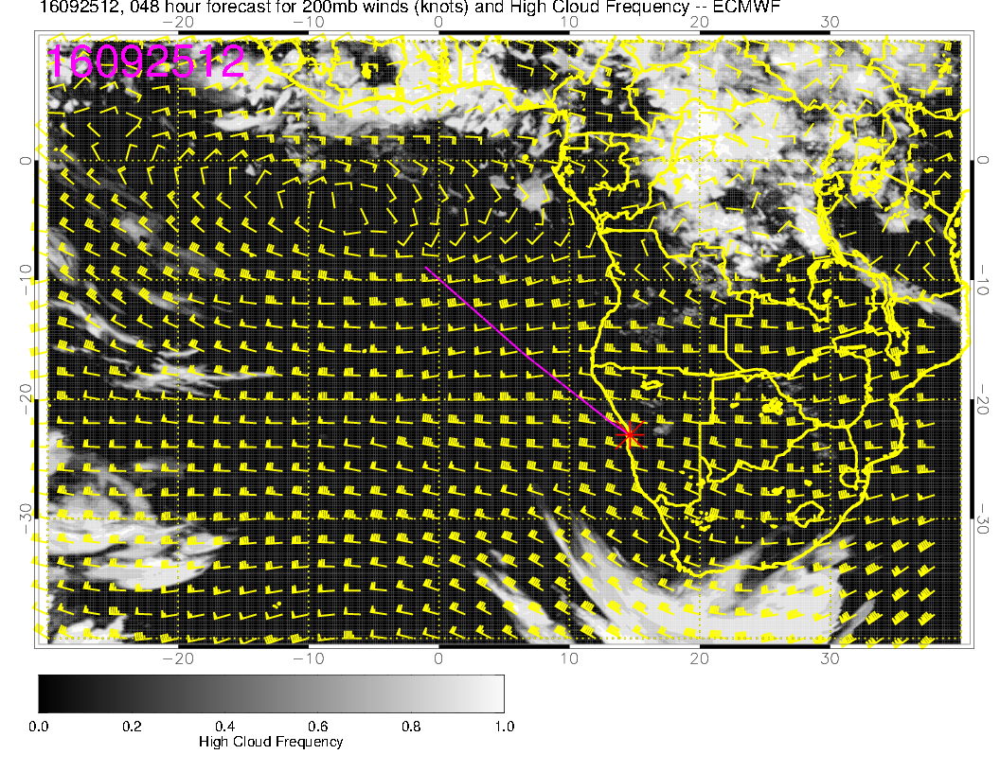 16092512, 048 hour forecast for 200mb winds (knots) and High Cloud Frequency -- ECMWF
−20 −10 0 10 20 30
16092512
0 0
−10 −10
−20 −20
−30 −30
−20 −10 0 10 20 30
0.0 0.2 0.4 0.6 0.8 1.0
High Cloud Frequency